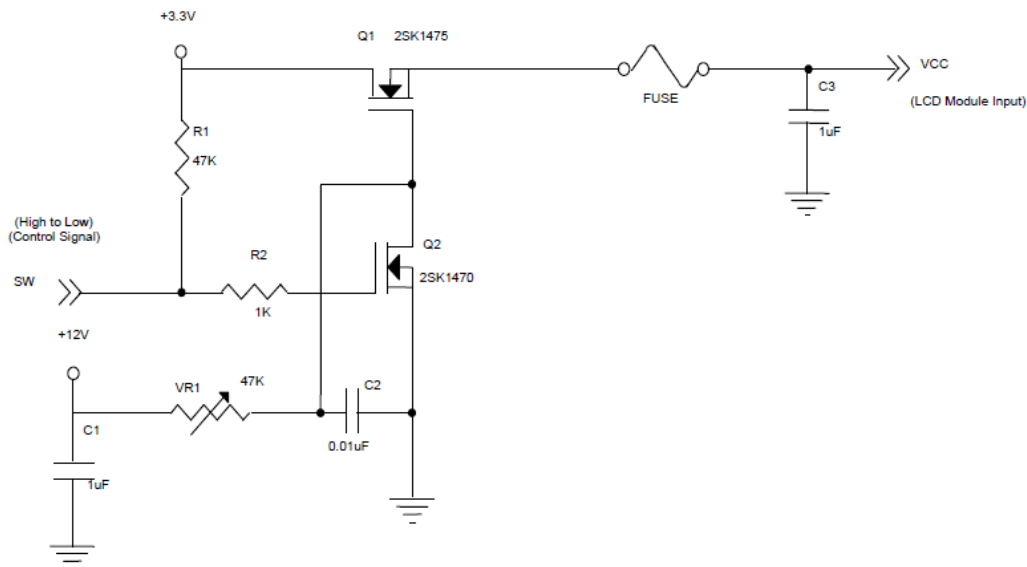 +3.3V
Q1 2SK1475
VCC
FUSE
C3
(LCD Module Input)
1uF
R1
47K
(High to Low)
(Control Signal)
R2
Q2
SW
2SK1470
1K
+12V
VR1
47K
C2
C1
0.01uF
1uF